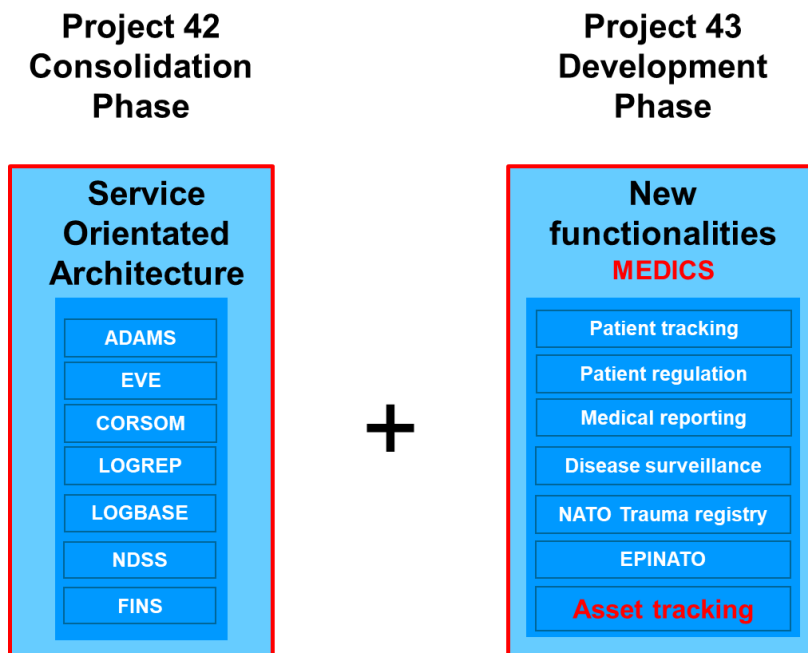 Project 42
Consolidation
Phase
Service
Orientated
Architecture
ADAMS
EVE
CORSOM
LOGREP
LOGBASE
NDSS
FINS
+
Project 43
Development
Phase
New
functionalities
MEDICS
Patient tracking
Patient regulation
Medical reporting
Disease surveillance
NATO Trauma registry
EPINATO
Asset tracking